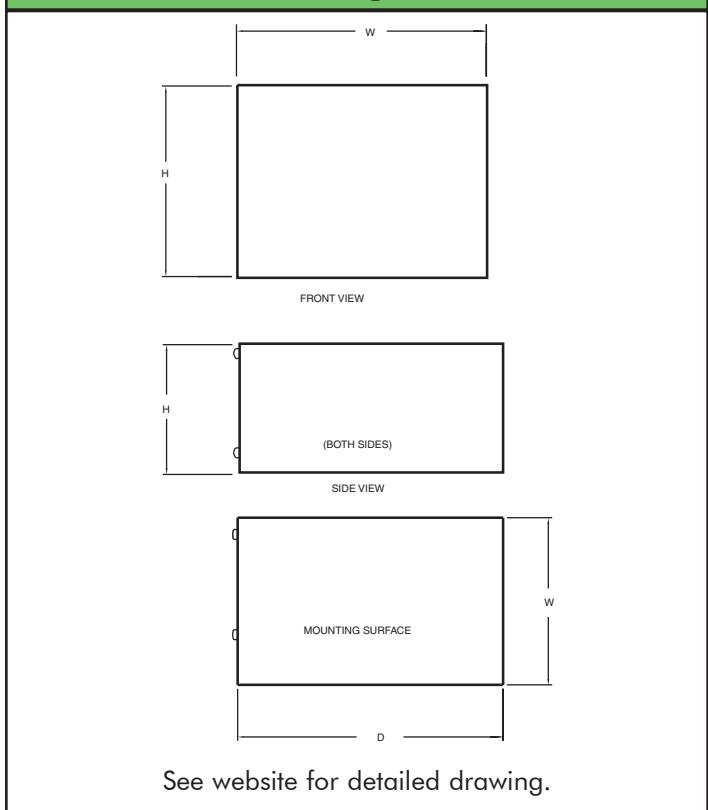 W
H
FRONT VIEW
H
(BOTH SIDES)
SIDE VIEW
W
MOUNTING SURFACE
D
See website for detailed drawing.